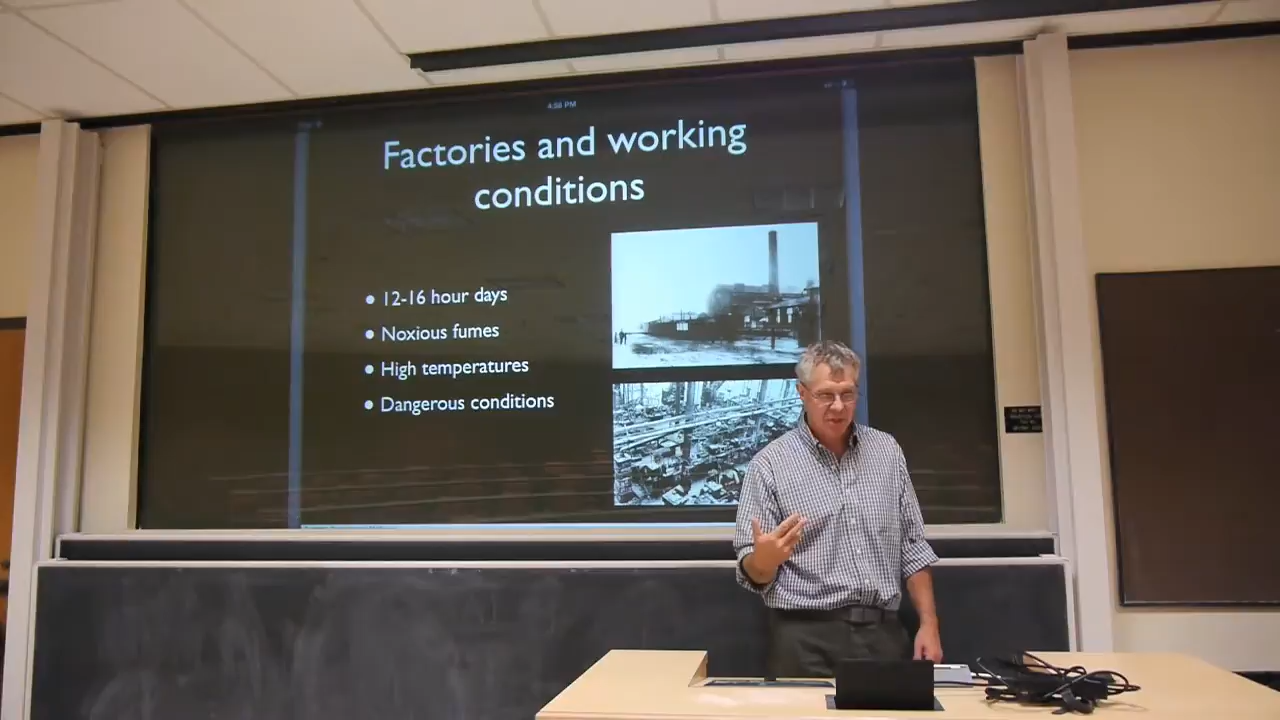 4:58 PM
Factories and working
conditions
● 12-16 hour days
● Noxious fumes
● High temperatures
● Dangerous conditions